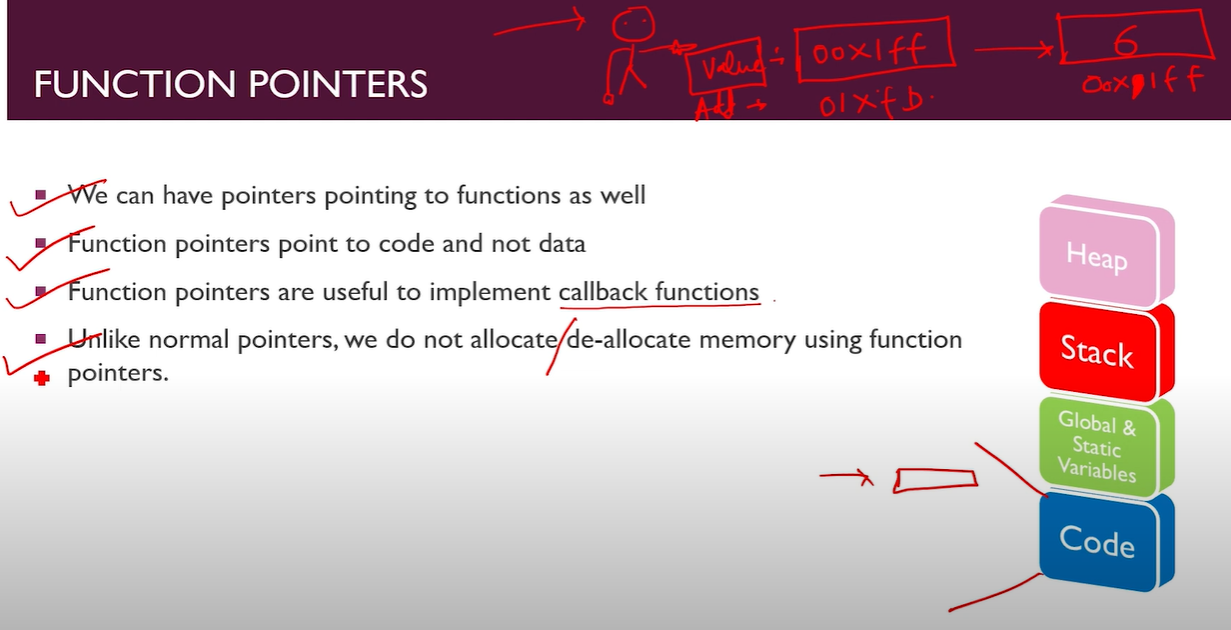 FUNCTION POINTERS
Value : 00x1ff 6
Add → 01xfb. 00x1ff
We can have pointers pointing to functions as well
Function pointers point to code and not data
Function pointers are useful to implement callback functions
Unlike normal pointers, we do not allocate/de-allocate memory using function
pointers.
Heap
Stack
Global &
Static
Variables
Code